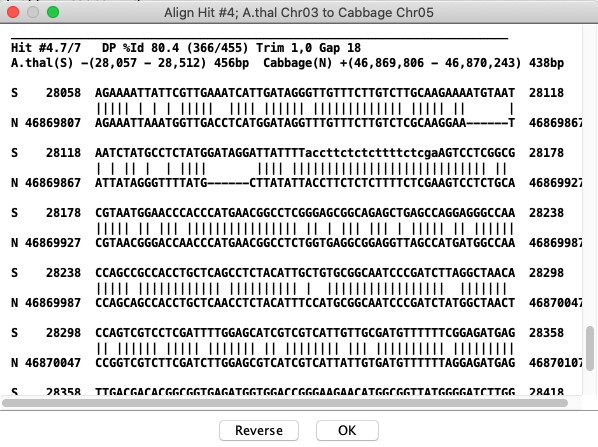 Align Hit #4; A.thal Chr03 to Cabbage Chr05
Hit #4.7/7   DP %Id 80.4 (366/455) Trim 1,0 Gap 18
A.thal(S) -(28,057 - 28,512) 456bp  Cabbage(N) +(46,869,806 - 46,870,243) 438bp
S    28058  AGAAAATTATTCGTTGAAATCATTGATAGGGTTGTTTCTTGTCTTGCAAGAAAATGTAAT  28118
N 46869807  AGAAATTAAATGGTTGACCTCATGGATAGGTTTGTTTCTTGTCTCGCAAGGAA------T  46869867
S    28118  AATCTATGCCTCTATGGATAGGATTATTTTaccttctctcttttctcgaAGTCCTCGGCG  28178
N 46869867  ATTATAGGGTTTTATG------CTTATATTACCTTCTCTCTTTTCTCGAAGTCCTCTGCA  46869927
S    28178  CGTAATGGAACCCACCCATGAACGGCCTCGGGAGCGGCAGAGCTGAGCCAGGAGGGCCAA  28238
N 46869927  CGTAACGGGACCAACCCATGAACGGCCTCTGGTGAGGCGGAGGTTAGCCATGATGGCCAA  46869987
S    28238  CCAGCCGCCACCTGCTCAGCCTCTACATTGCTGTGCGGCAATCCCGATCTTAGGCTAACA  28298
N 46869987  CCAGCAGCCACCTGCTCAACCTCTACATTTCCATGCGGCAATCCCGATCTATGGCTAACT  46870047
S    28298  CCAGTCGTCCTCGATTTTGGAGCATCGTCGTCATTGTTGCGATGTTTTTTCGGAGATGAG  28358
N 46870047  CCGGTCGTCTTCGATCTTGGAGCGTCATCGTCATTATTGTGATGTTTTTTAGGAGATGAG  46870107
S    28358  TTGACGACACGGCGGTGAGATGGTGGACCGGGAAGAACATGGCGGTTATGGGGATCTTGG  28418
Reverse
OK